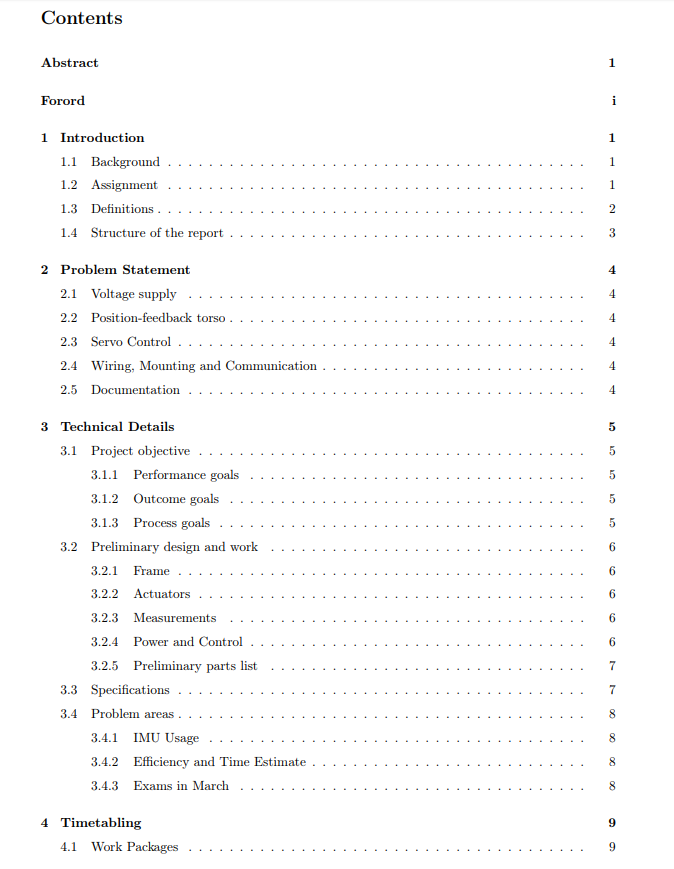 Contents
Abstract 1
Forord i
1 Introduction 1
1.1 Background . . . . . . . . . . . . . . . . . . . . . . . . . . . . . . . . . . . . . . . . 1
1.2 Assignment . . . . . . . . . . . . . . . . . . . . . . . . . . . . . . . . . . . . . . . . 1
1.3 Definitions . . . . . . . . . . . . . . . . . . . . . . . . . . . . . . . . . . . . . . . . . 2
1.4 Structure of the report . . . . . . . . . . . . . . . . . . . . . . . . . . . . . . . . . . 3
2 Problem Statement 4
2.1 Voltage supply . . . . . . . . . . . . . . . . . . . . . . . . . . . . . . . . . . . . . . 4
2.2 Position-feedback torso . . . . . . . . . . . . . . . . . . . . . . . . . . . . . . . . . . 4
2.3 Servo Control . . . . . . . . . . . . . . . . . . . . . . . . . . . . . . . . . . . . . . . 4
2.4 Wiring, Mounting and Communication . . . . . . . . . . . . . . . . . . . . . . . . . 4
2.5 Documentation . . . . . . . . . . . . . . . . . . . . . . . . . . . . . . . . . . . . . . 4
3 Technical Details 5
3.1 Project objective . . . . . . . . . . . . . . . . . . . . . . . . . . . . . . . . . . . . . 5
3.1.1 Performance goals . . . . . . . . . . . . . . . . . . . . . . . . . . . . . . . . 5
3.1.2 Outcome goals . . . . . . . . . . . . . . . . . . . . . . . . . . . . . . . . . . 5
3.1.3 Process goals . . . . . . . . . . . . . . . . . . . . . . . . . . . . . . . . . . . 5
3.2 Preliminary design and work . . . . . . . . . . . . . . . . . . . . . . . . . . . . . . 6
3.2.1 Frame . . . . . . . . . . . . . . . . . . . . . . . . . . . . . . . . . . . . . . . 6
3.2.2 Actuators . . . . . . . . . . . . . . . . . . . . . . . . . . . . . . . . . . . . . 6
3.2.3 Measurements . . . . . . . . . . . . . . . . . . . . . . . . . . . . . . . . . . 6
3.2.4 Power and Control . . . . . . . . . . . . . . . . . . . . . . . . . . . . . . . . 6
3.2.5 Preliminary parts list . . . . . . . . . . . . . . . . . . . . . . . . . . . . . . 7
3.3 Specifications . . . . . . . . . . . . . . . . . . . . . . . . . . . . . . . . . . . . . . . 7
3.4 Problem areas . . . . . . . . . . . . . . . . . . . . . . . . . . . . . . . . . . . . . . . 8
3.4.1 IMU Usage . . . . . . . . . . . . . . . . . . . . . . . . . . . . . . . . . . . . 8
3.4.2 Efficiency and Time Estimate . . . . . . . . . . . . . . . . . . . . . . . . . . 8
3.4.3 Exams in March . . . . . . . . . . . . . . . . . . . . . . . . . . . . . . . . . 8
4 Timetabling 9
4.1 Work Packages . . . . . . . . . . . . . . . . . . . . . . . . . . . . . . . . . . . . . . 9